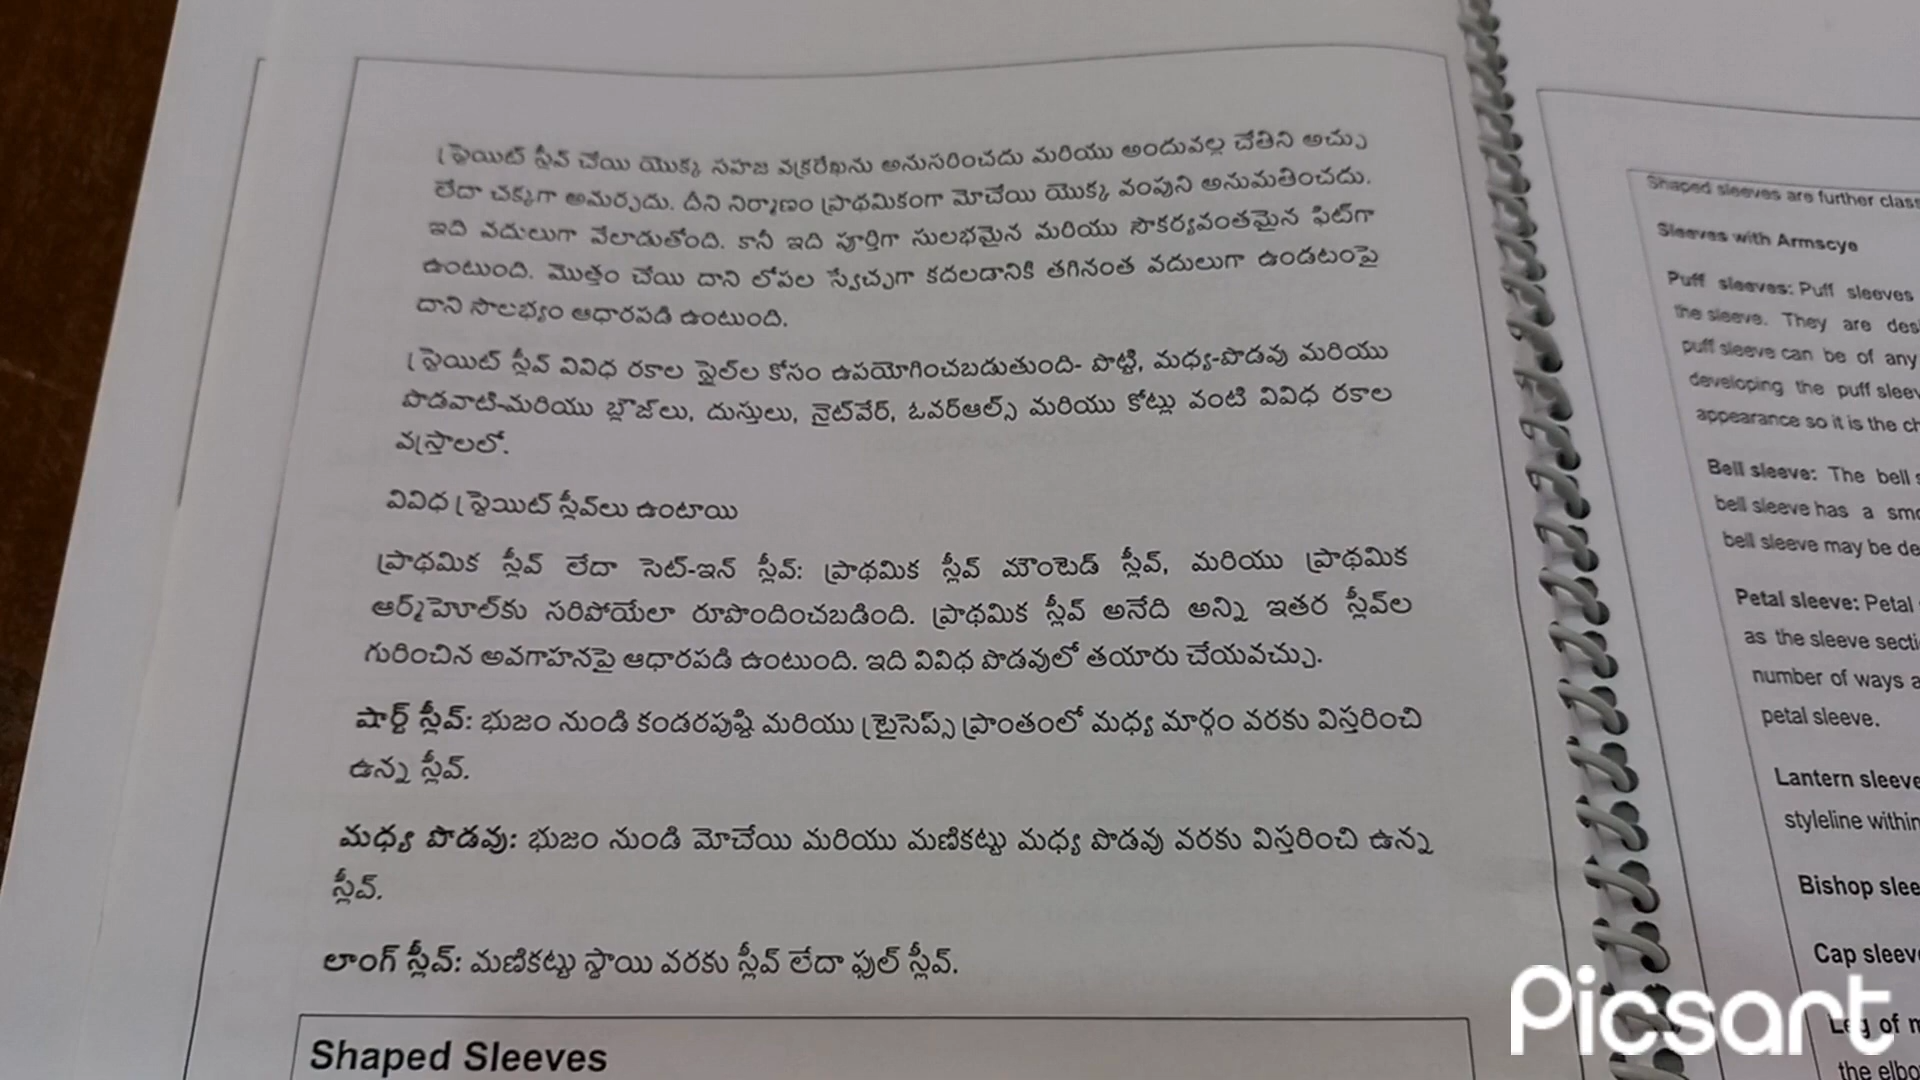 స్ట్రెయిట్ స్లీవ్ చేయి యొక్క సహజ వక్రరేఖను అనుసరించదు మరియు అందువల్ల చేతిని అచ్చు
లేదా చక్కగా అమర్చదు. దీని నిర్మాణం ప్రాథమికంగా మోచేయి యొక్క వంపుని అనుమతించదు.
ఇది వదులుగా వేలాడుతోంది. కానీ ఇది పూర్తిగా సులభమైన మరియు సౌకర్యవంతమైన ఫిట్‌గా
ఉంటుంది. మొత్తం చేయి దాని లోపల స్వేచ్ఛగా కదలడానికి తగినంత వదులుగా ఉండటంపై
దాని సౌలభ్యం ఆధారపడి ఉంటుంది.
స్ట్రెయిట్ స్లీవ్ వివిధ రకాల స్టైల్‌ల కోసం ఉపయోగించబడుతుంది- పొట్టి, మధ్య-పొడవు మరియు
పొడవాటి-మరియు బ్లౌజ్‌లు, దుస్తులు, నైట్‌వేర్, ఓవర్ఆల్స్ మరియు కోట్లు వంటి వివిధ రకాల
వస్త్రాలలో.
వివిధ స్ట్రెయిట్ స్లీవ్‌లు ఉంటాయి
ప్రాథమిక స్లీవ్ లేదా సెట్-ఇన్ స్లీవ్: ప్రాథమిక స్లీవ్ మౌంటెడ్ స్లీవ్, మరియు ప్రాథమిక
ఆర్మ్‌హోల్‌కు సరిపోయేలా రూపొందించబడింది. ప్రాథమిక స్లీవ్ అనేది అన్ని ఇతర స్లీవ్‌ల
గురించిన అవగాహనపై ఆధారపడి ఉంటుంది. ఇది వివిధ పొడవులో తయారు చేయవచ్చు.
షార్ట్ స్లీవ్: భుజం నుండి కండరపుష్టి మరియు ట్రైసెప్స్ ప్రాంతంలో మధ్య మార్గం వరకు విస్తరించి
ఉన్న స్లీవ్.
మధ్య పొడవు: భుజం నుండి మోచేయి మరియు మణికట్టు మధ్య పొడవు వరకు విస్తరించి ఉన్న
స్లీవ్.
లాంగ్ స్లీవ్: మణికట్టు స్థాయి వరకు స్లీవ్ లేదా ఫుల్ స్లీవ్.
Shaped Sleeves
Shaped sleeves are further
Sleeves with Armscye
Puff sleeves: Puff sleeves
the sleeve. They are
puff sleeve can be of any
developing the puff
appearance so it is the
Bell sleeve: The bell
bell sleeve has a
bell sleeve may be
Petal sleeve: Petal
as the sleeve
number of ways
petal sleeve.
Lantern
styleline
Bishop
Cap
of
the
Picsart